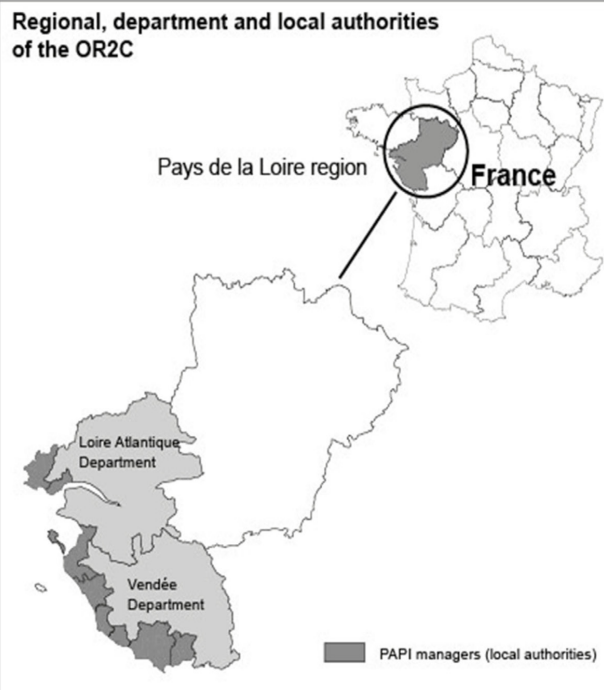 Regional, department and local authorities
of the OR2C
Pays de la Loire region
France
Loire Atlantique
Department
Vendée
Department
PAPI managers (local authorities)